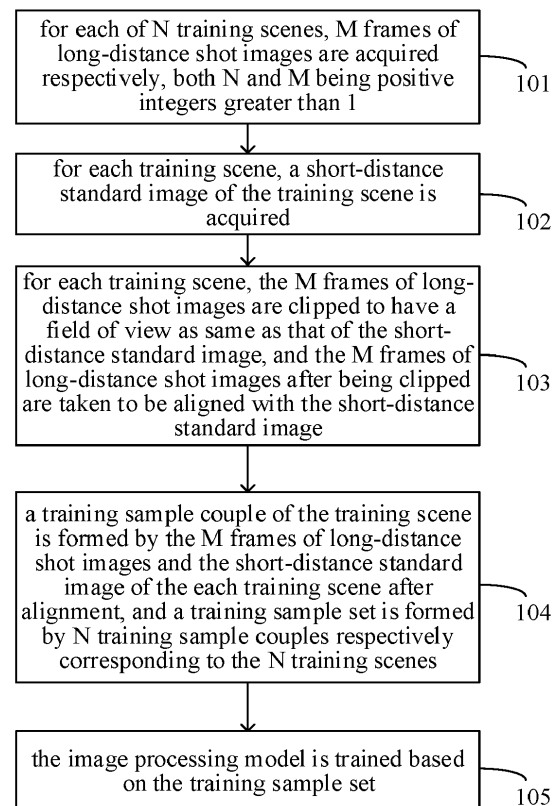 for each of N training scenes, M frames of
long-distance shot images are acquired
respectively, both N and M being positive
integers greater than 1
101
for each training scene, a short-distance
standard image of the training scene is
acquired
102
for each training scene, the M frames of long-
distance shot images are clipped to have a
field of view as same as that of the short-
distance standard image, and the M frames of
long-distance shot images after being clipped
are taken to be aligned with the short-distance
standard image
103
a training sample couple of the training scene
is formed by the M frames of long-distance
shot images and the short-distance standard
image of the each training scene after
alignment, and a training sample set is formed
by N training sample couples respectively
corresponding to the N training scenes
104
the image processing model is trained based
on the training sample set
105